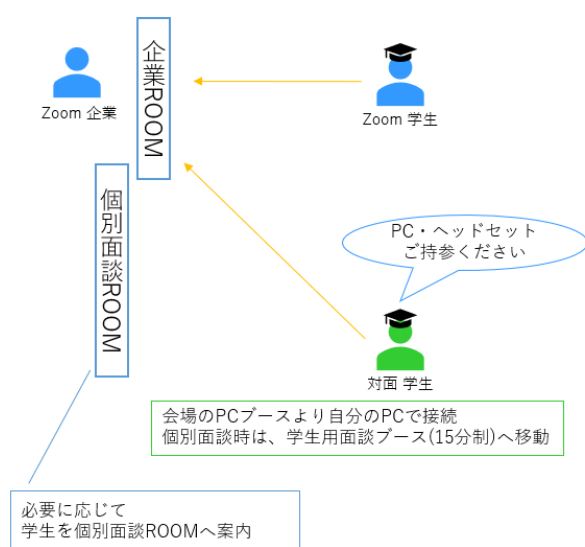 企業ROOM
Zoom 企業
Zoom 学生
個別面談ROOM
PC・ヘッドセット
ご持参ください
対面 学生
会場のPCブースより自分のPCで接続
個別面談時は、学生用面談ブース(15分制)へ移動
必要に応じて
学生を個別面談ROOMへ案内